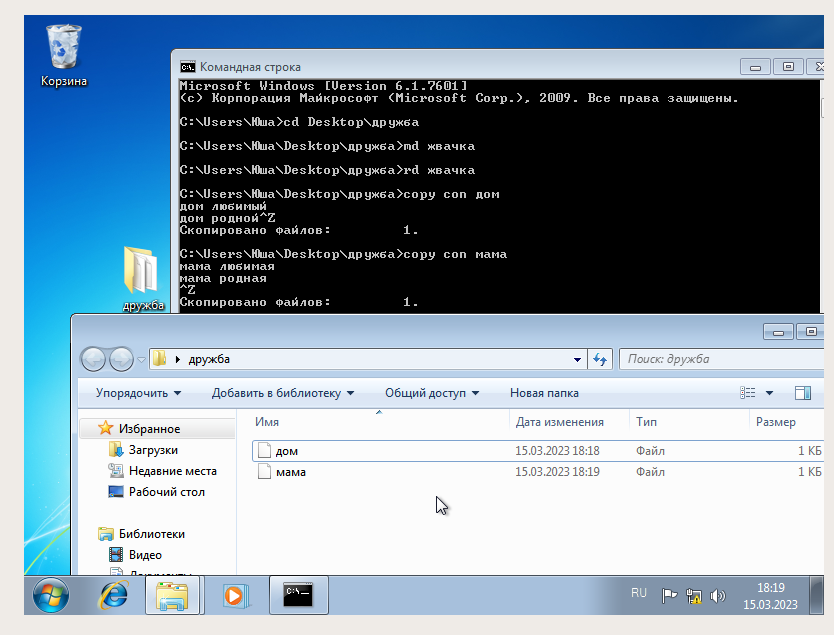 Корзина
Командная строка
Microsoft Windows [Version 6.1.7601]
(c) Корпорация Майкрософт (Microsoft Corp.), 2009. Все права защищены.
C:\Users\Юша>cd Desktop\дружба
C:\Users\Юша\Desktop\дружба>md жвачка
C:\Users\Юша\Desktop\дружба>rd жвачка
C:\Users\Юша\Desktop\дружба>copy con дом
дом любимый
дом родной^Z
Скопировано файлов: 1.
C:\Users\Юша\Desktop\дружба>copy con мама
мама любимая
мама родная
^Z
Скопировано файлов: 1.
дружба
дружба
Поиск: дружба
Упорядочить Добавить в библиотеку Общий доступ Новая папка
Имя Дата изменения Тип Размер
Избранное
Загрузки
Недавние места
Рабочий стол
Библиотеки
Видео
Документы
дом 15.03.2023 18:18 Файл 1 КБ
мама 15.03.2023 18:19 Файл 1 КБ
C:\
RU
18:19
15.03.2023